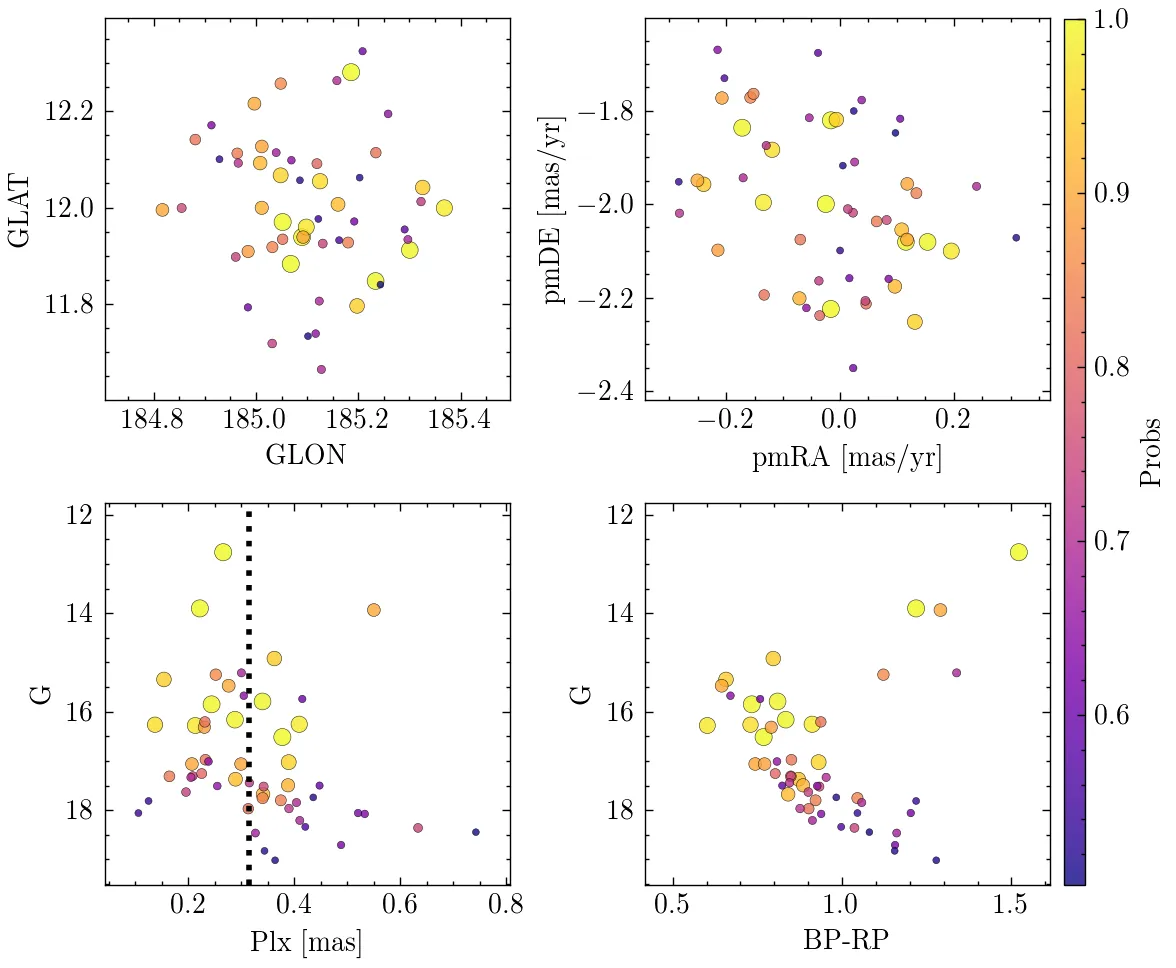 12.2
12.0
11.8
GLAT
184.8 185.0 185.2 185.4
GLON
−1.8
−2.0
−2.2
−2.4
pmDE [mas/yr]
−0.2 0.0 0.2
pmRA [mas/yr]
12
14
16
18
G
0.2 0.4 0.6 0.8
Plx [mas]
12
14
16
18
G
0.5 1.0 1.5
BP-RP
1.0
0.9
0.8
0.7
0.6
Probs